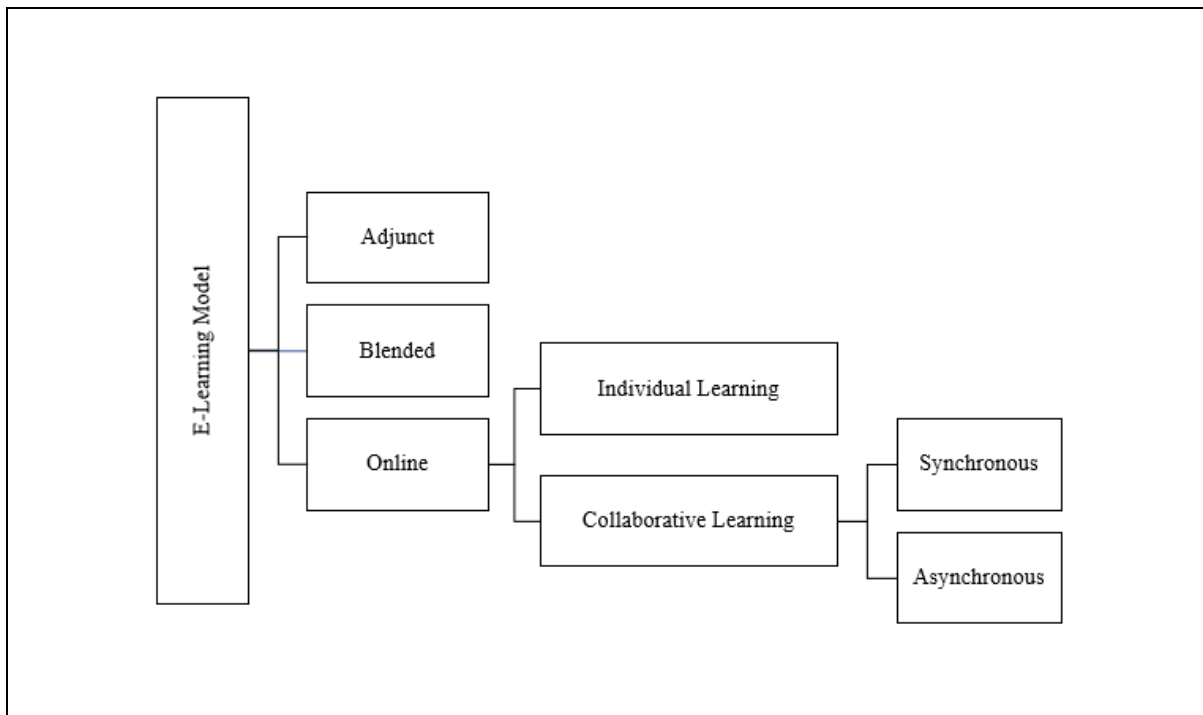 E-Learning Model
Adjunct
Blended
Online
Individual Learning
Collaborative Learning
Synchronous
Asynchronous